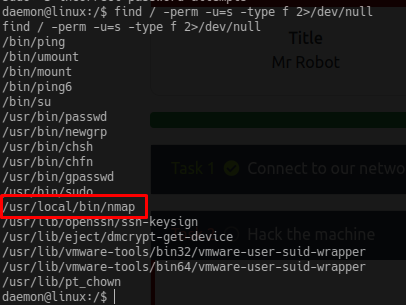 daemon@linux:/$ find / -perm -u=s -type f 2>/dev/null
find / -perm -u=s -type f 2>/dev/null
/bin/ping
/bin/umount
/bin/mount
/bin/ping6
/bin/su
/usr/bin/passwd
/usr/bin/newgrp
/usr/bin/chsh
/usr/bin/chfn
/usr/bin/gpasswd
/usr/bin/sudo
/usr/local/bin/nmap
/usr/lib/openssh/ssh-keysign
/usr/lib/eject/dmcrypt-get-device
/usr/lib/vmware-tools/bin32/vmware-user-suid-wrapper
/usr/lib/vmware-tools/bin64/vmware-user-suid-wrapper
/usr/lib/pt_chown
daemon@linux:/$
Title
Mr Robot
Task 1
Connect to our netwo
Hack the machine